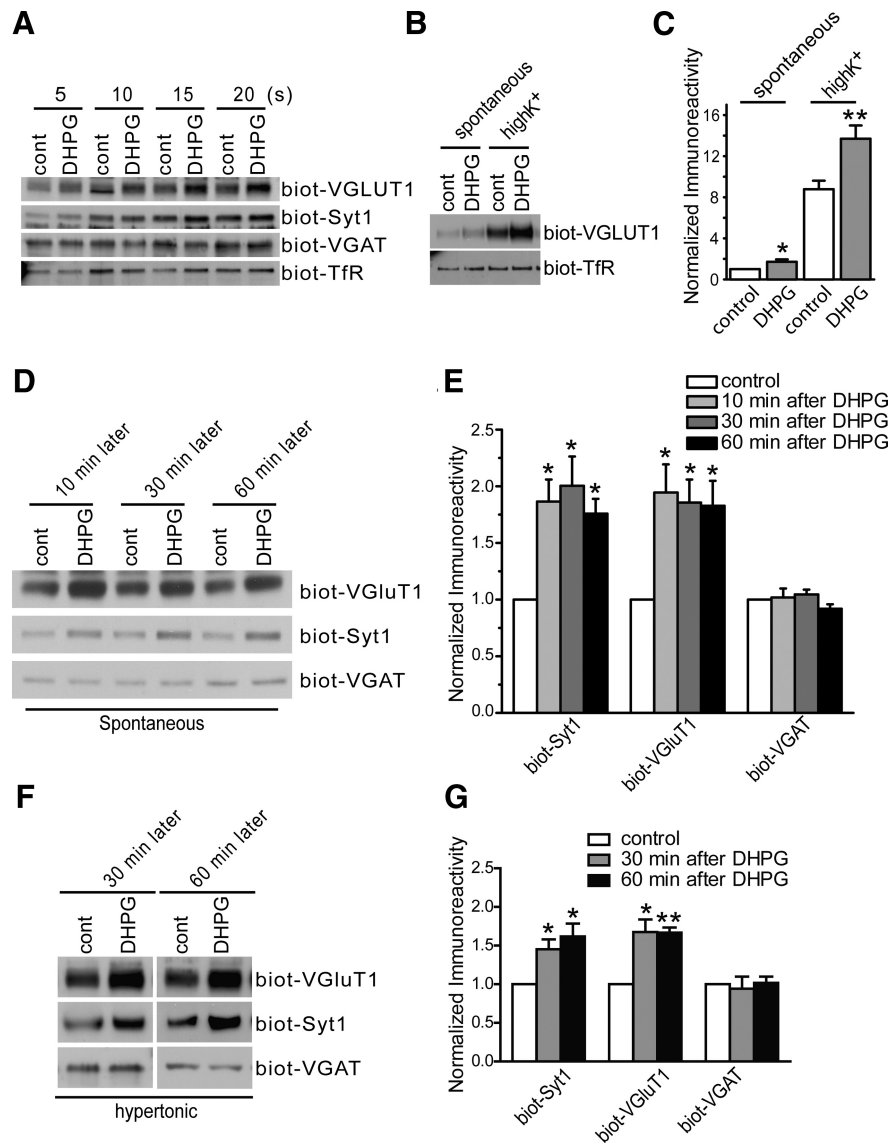 A
5 10 15 20 (s)
cont DHPG cont DHPG cont DHPG cont DHPG
biot-VGLUT1
biot-Syt1
biot-VGAT
biot-TfR
B
spontaneous highK+
cont DHPG cont DHPG
biot-VGLUT1
biot-TfR
C
spontaneous highK+
Normalized Immunoreactivity
16
12
8
4
0
* **
control DHPG control DHPG
D
10 min later 30 min later 60 min later
cont DHPG cont DHPG cont DHPG
biot-VGluT1
biot-Syt1
biot-VGAT
Spontaneous
E
control
10 min after DHPG
30 min after DHPG
60 min after DHPG
Normalized Immunoreactivity
2.5
2.0
1.5
1.0
0.5
0.0
* * * * * *
biot-Syt1 biot-VGluT1 biot-VGAT
F
30 min later 60 min later
cont DHPG cont DHPG
biot-VGluT1
biot-Syt1
biot-VGAT
hypertonic
G
control
30 min after DHPG
60 min after DHPG
Normalized Immunoreactivity
2.5
2.0
1.5
1.0
0.5
0.0
* * * **
biot-Syt1 biot-VGluT1 biot-VGAT